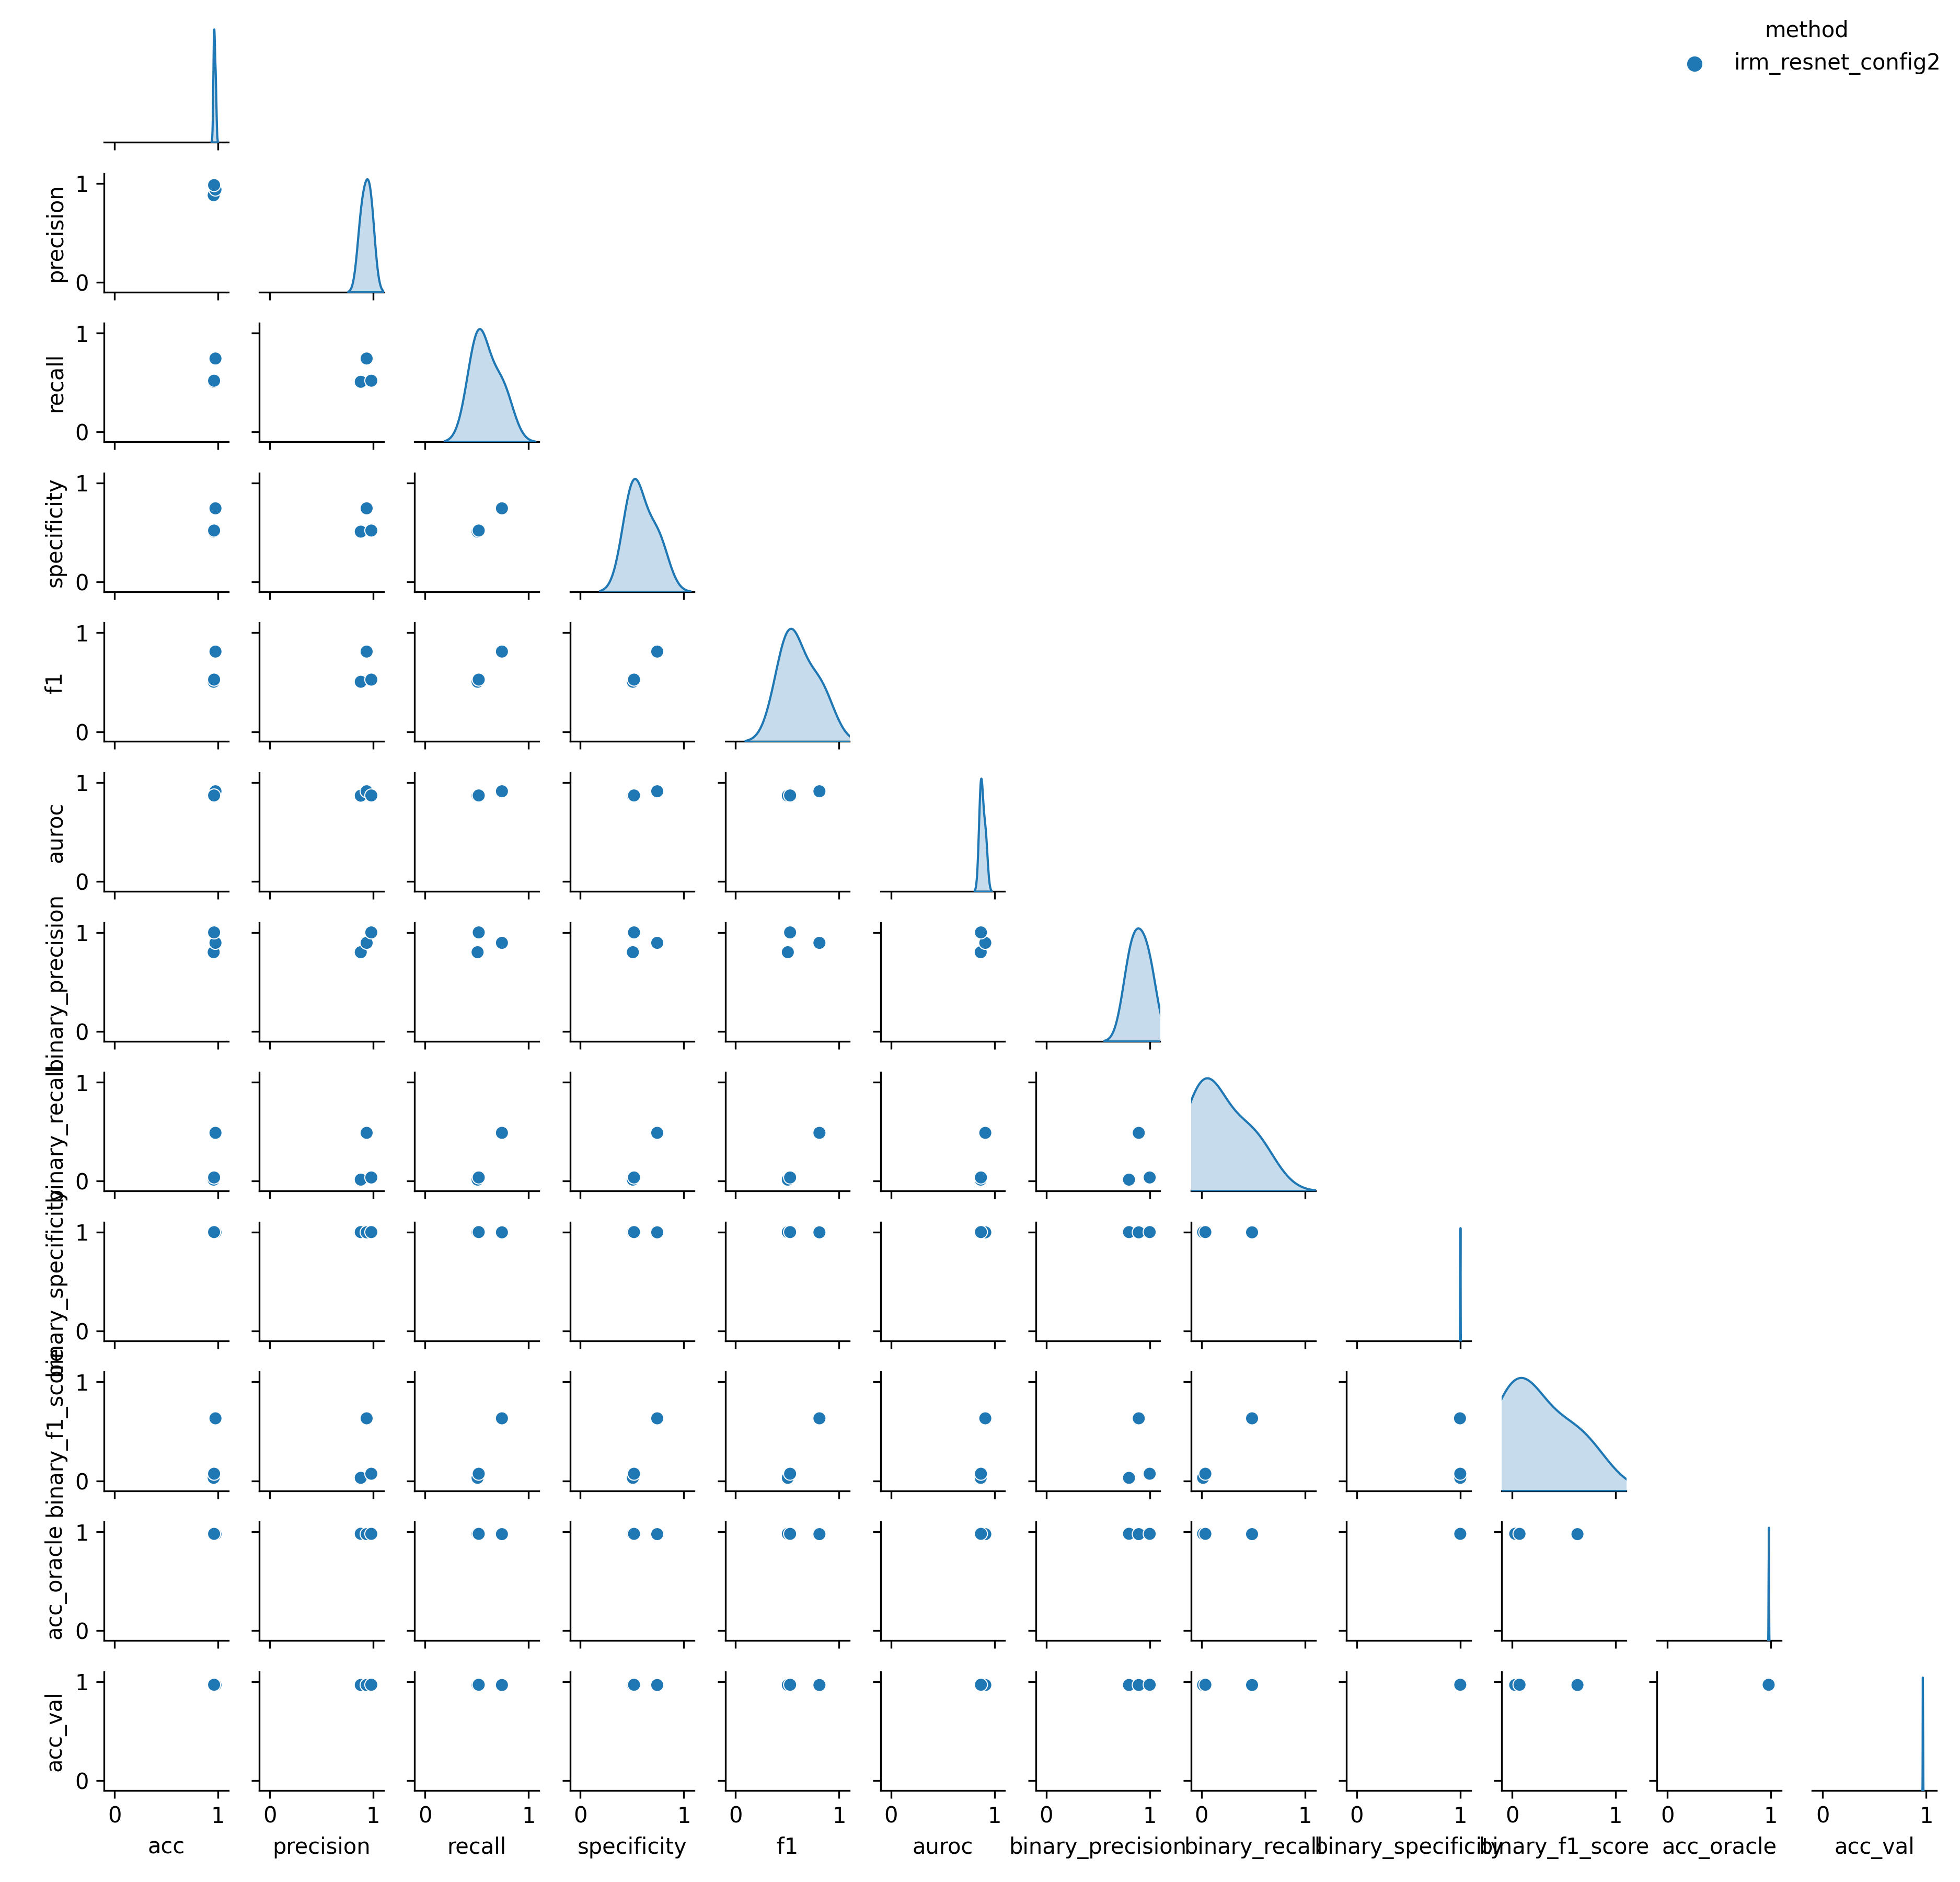 method
irm_resnet_config2
1
precision
0
1
recall
0
1
specificity
0
1
f1
0
1
auroc
0
1
binary_precision
0
1
binary_recall
0
1
binary_specificity
0
1
binary_f1_score
0
1
acc_oracle
0
1
acc_val
0
0 1 0 1 0 1 0 1 0 1 0 1 0 1 0 1 0 1 0 1 0 1 0 1
acc precision recall specificity f1 auroc binary_precision binary_recall binary_specificity binary_f1_score acc_oracle acc_val